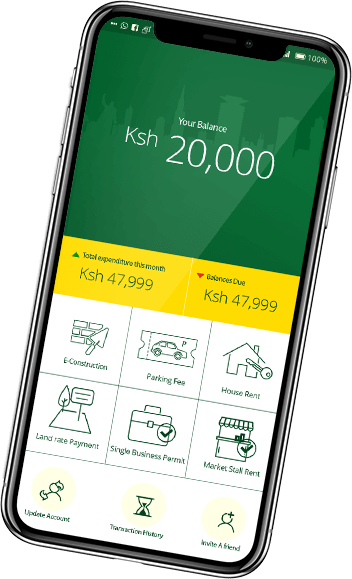 100%
Your Balance
Ksh 20,000
Total expenditure this month
Ksh 47,999
Balances Due
Ksh 47,999
E-Construction
P
Parking Fee
House Rent
Land rate Payment
Single Business Permit
Market Stall Rent
Update Account
Transaction History
Invite A friend